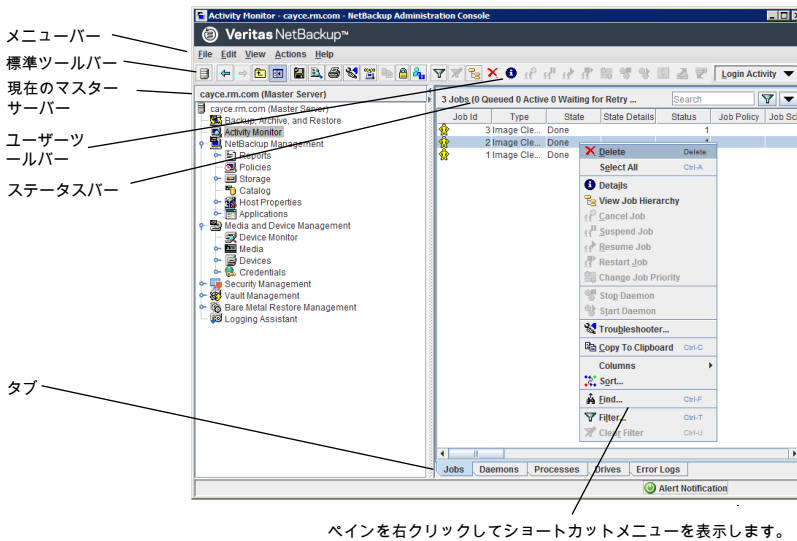 Activity Monitor - cayce.rm.com - NetBackup Administration Console
Veritas NetBackup™
File Edit View Actions Help
Login Activity
cayce.rm.com (Master Server)
cayce.rm.com (Master Server)
Backup, Archive, and Restore
Activity Monitor
NetBackup Management
Reports
Policies
Storage
Catalog
Host Properties
Applications
Media and Device Management
Device Monitor
Media
Devices
Credentials
Security Management
Vault Management
Bare Metal Restore Management
Logging Assistant
3 Jobs (0 Queued 0 Active 0 Waiting for Retry ...
Search
Job Id Type State State Details Status Job Policy Job Sch
3 Image Cle... Done 1
2 Image Cle... Done 1
1 Image Cle... Done
Delete Delete
Select All Ctrl-A
Details
View Job Hierarchy
Cancel Job
Suspend Job
Resume Job
Restart Job
Change Job Priority
Stop Daemon
Start Daemon
Troubleshooter...
Copy To Clipboard Ctrl-C
Columns
Sort...
Find... Ctrl-F
Filter... Ctrl-T
Clear Filter Ctrl-U
Jobs Daemons Processes Drives Error Logs
Alert Notification
メニューバー
標準ツールバー
現在のマスター
サーバー
ユーザーツ
ールバー
ステータスバー
タブ
ペインを右クリックしてショートカットメニューを表示します。